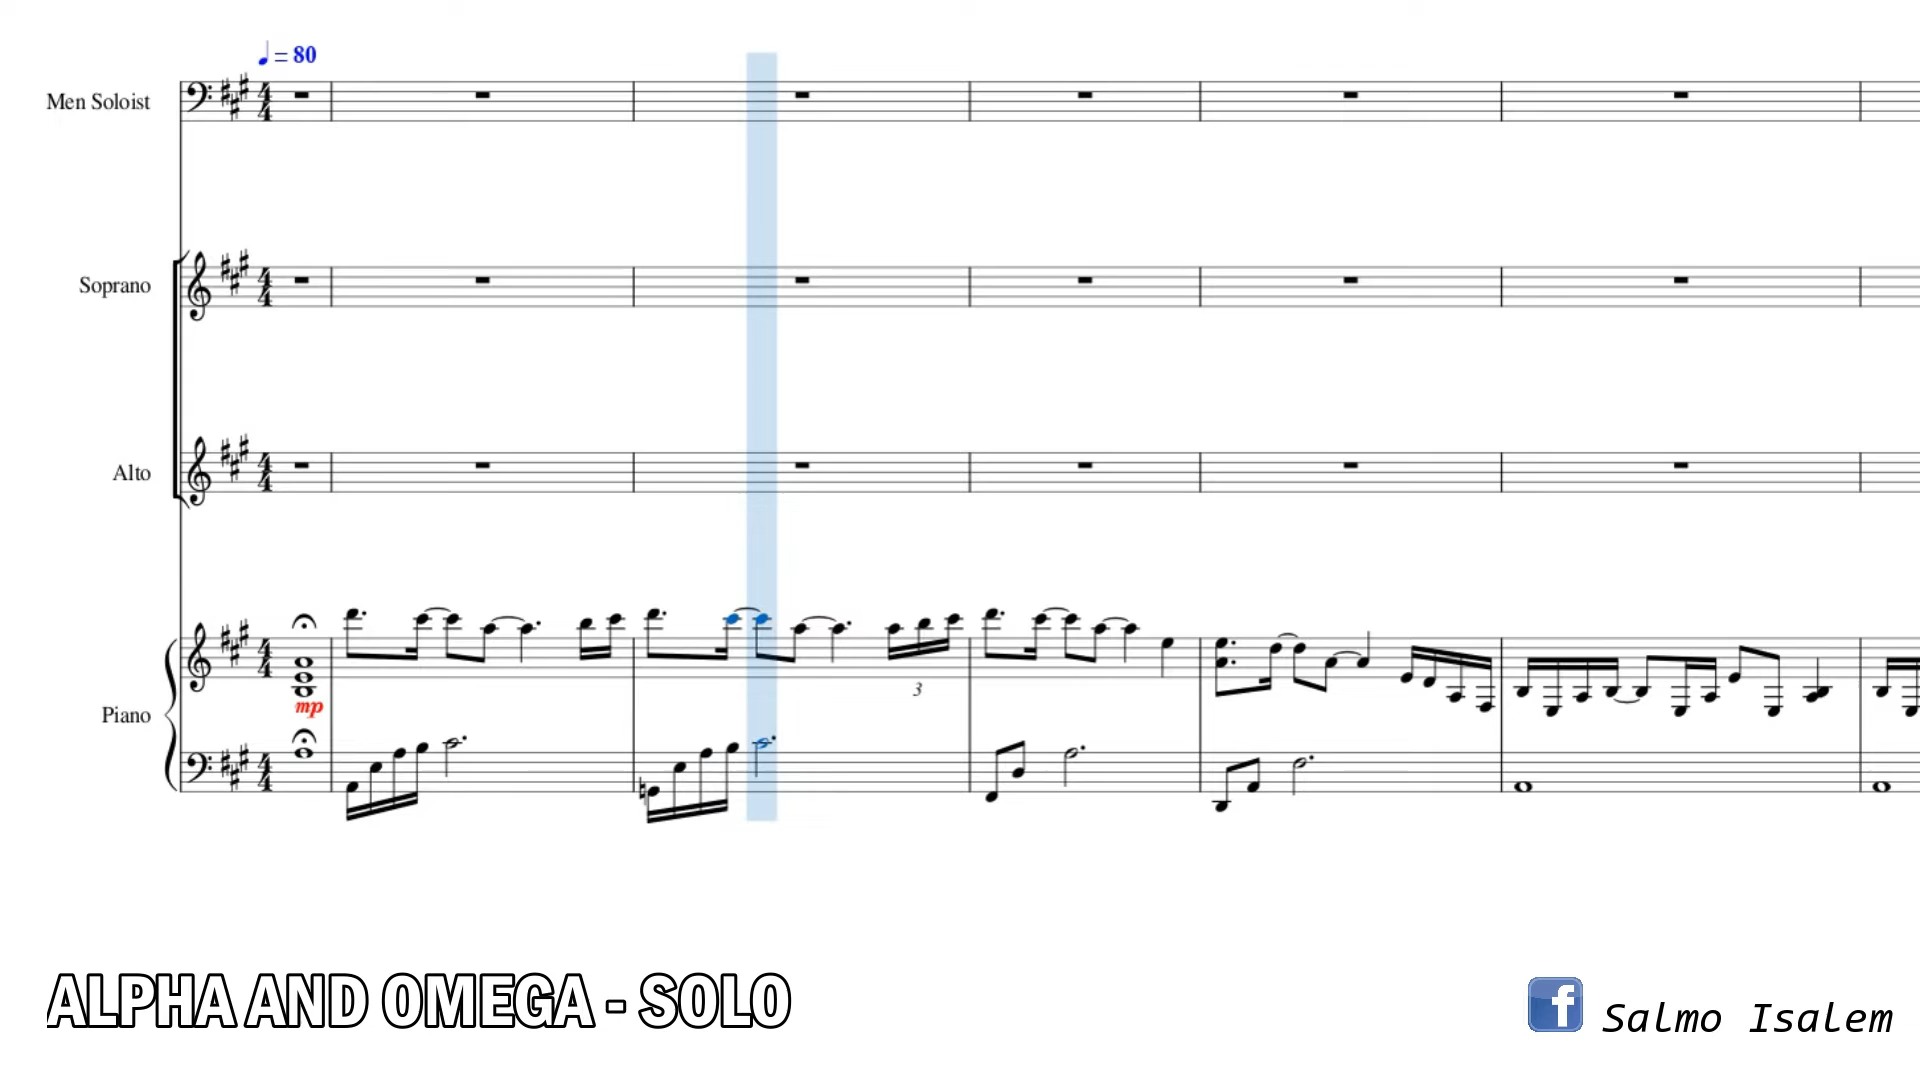 ♩ = 80
Men Soloist
Soprano
Alto
Piano
mp
3
ALPHA AND OMEGA - SOLO
f Salmo Isalem